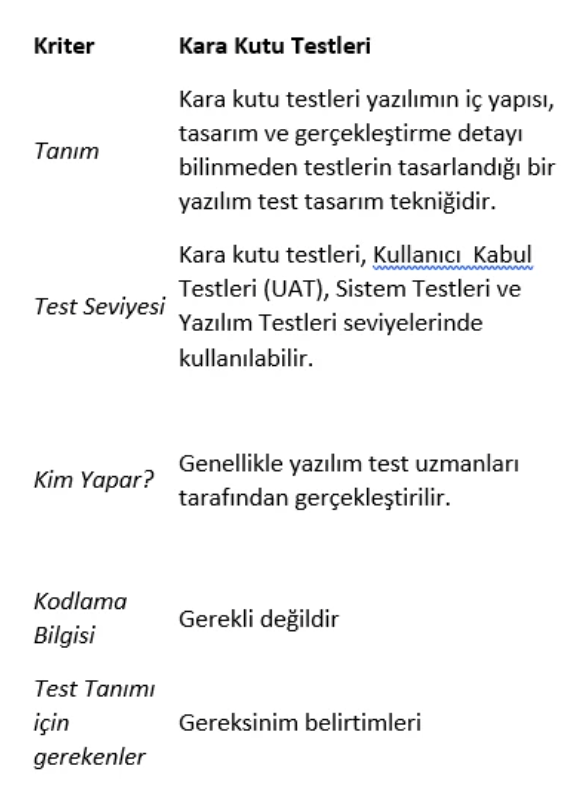 Kriter
Kara Kutu Testleri
Tanım
Kara kutu testleri yazılımın iç yapısı,
tasarım ve gerçekleştirme detayı
bilinmeden testlerin tasarlandığı bir
yazılım test tasarım tekniğidir.
Test Seviyesi
Kara kutu testleri, Kullanıcı  Kabul
Testleri (UAT), Sistem Testleri ve
Yazılım Testleri seviyelerinde
kullanılabilir.
Kim Yapar?
Genellikle yazılım test uzmanları
tarafından gerçekleştirilir.
Kodlama
Bilgisi
Gerekli değildir
Test Tanımı
için
gerekenler
Gereksinim belirtimleri